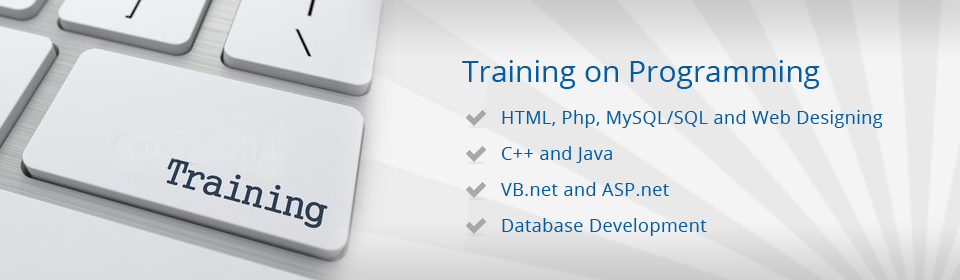 ]
\
Training
Training on Programming
HTML, Php, MySQL/SQL and Web Designing
C++ and Java
VB.net and ASP.net
Database Development